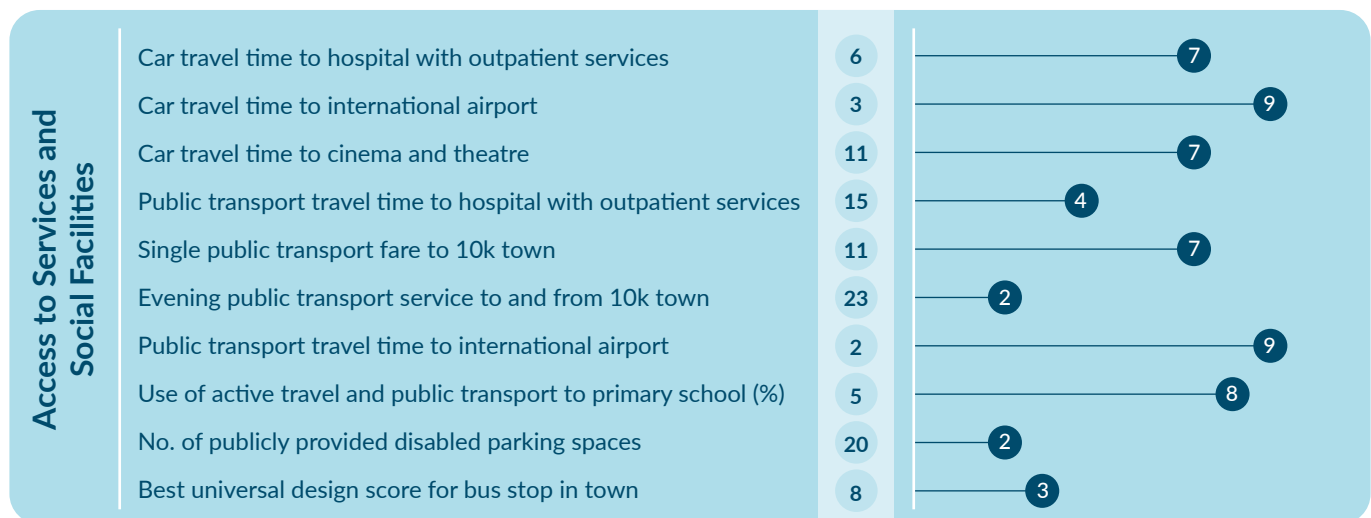 Access to Services and
Social Facilities
Car travel time to hospital with outpatient services 6 7
Car travel time to international airport 3 9
Car travel time to cinema and theatre 11 7
Public transport travel time to hospital with outpatient services 15 4
Single public transport fare to 10k town 11 7
Evening public transport service to and from 10k town 23 2
Public transport travel time to international airport 2 9
Use of active travel and public transport to primary school (%) 5 8
No. of publicly provided disabled parking spaces 20 2
Best universal design score for bus stop in town 8 3